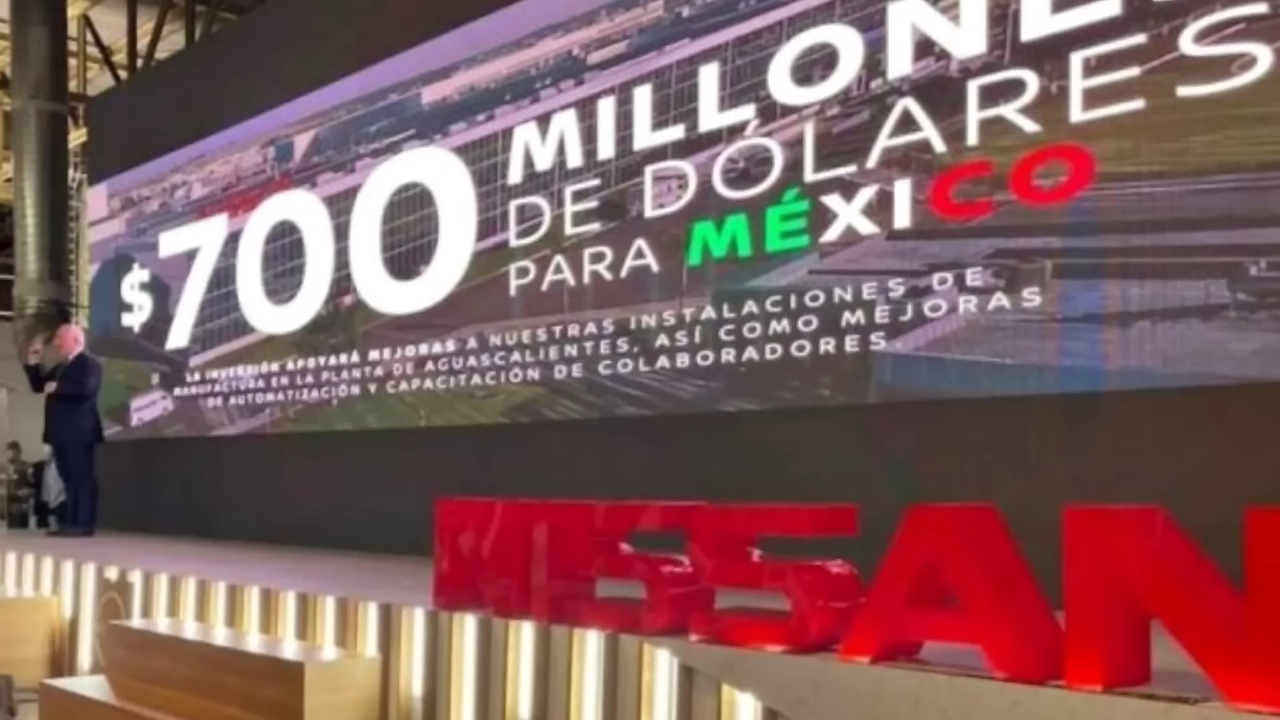 $700
MILLONES
DE DÓLARES
PARA MÉXICO
LA INVERSIÓN APOYARÁ MEJORAS A NUESTRAS INSTALACIONES DE
MANUFACTURA EN LA PLANTA DE AGUASCALIENTES, ASÍ COMO MEJORAS
DE AUTOMATIZACIÓN Y CAPACITACIÓN DE COLABORADORES
NISSAN